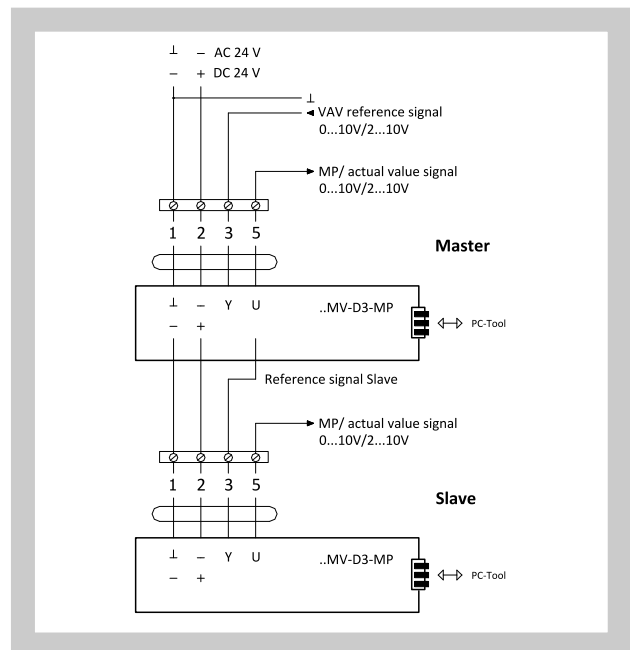 ⊥ – AC 24 V
– + DC 24 V
⊥
VAV reference signal
0...10V/2...10V
MP/ actual value signal
0...10V/2...10V
1 2 3 5
Master
⊥ – Y U ..MV-D3-MP
– +
PC-Tool
Reference signal Slave
MP/ actual value signal
0...10V/2...10V
1 2 3 5
Slave
⊥ – Y U ..MV-D3-MP
– +
PC-Tool